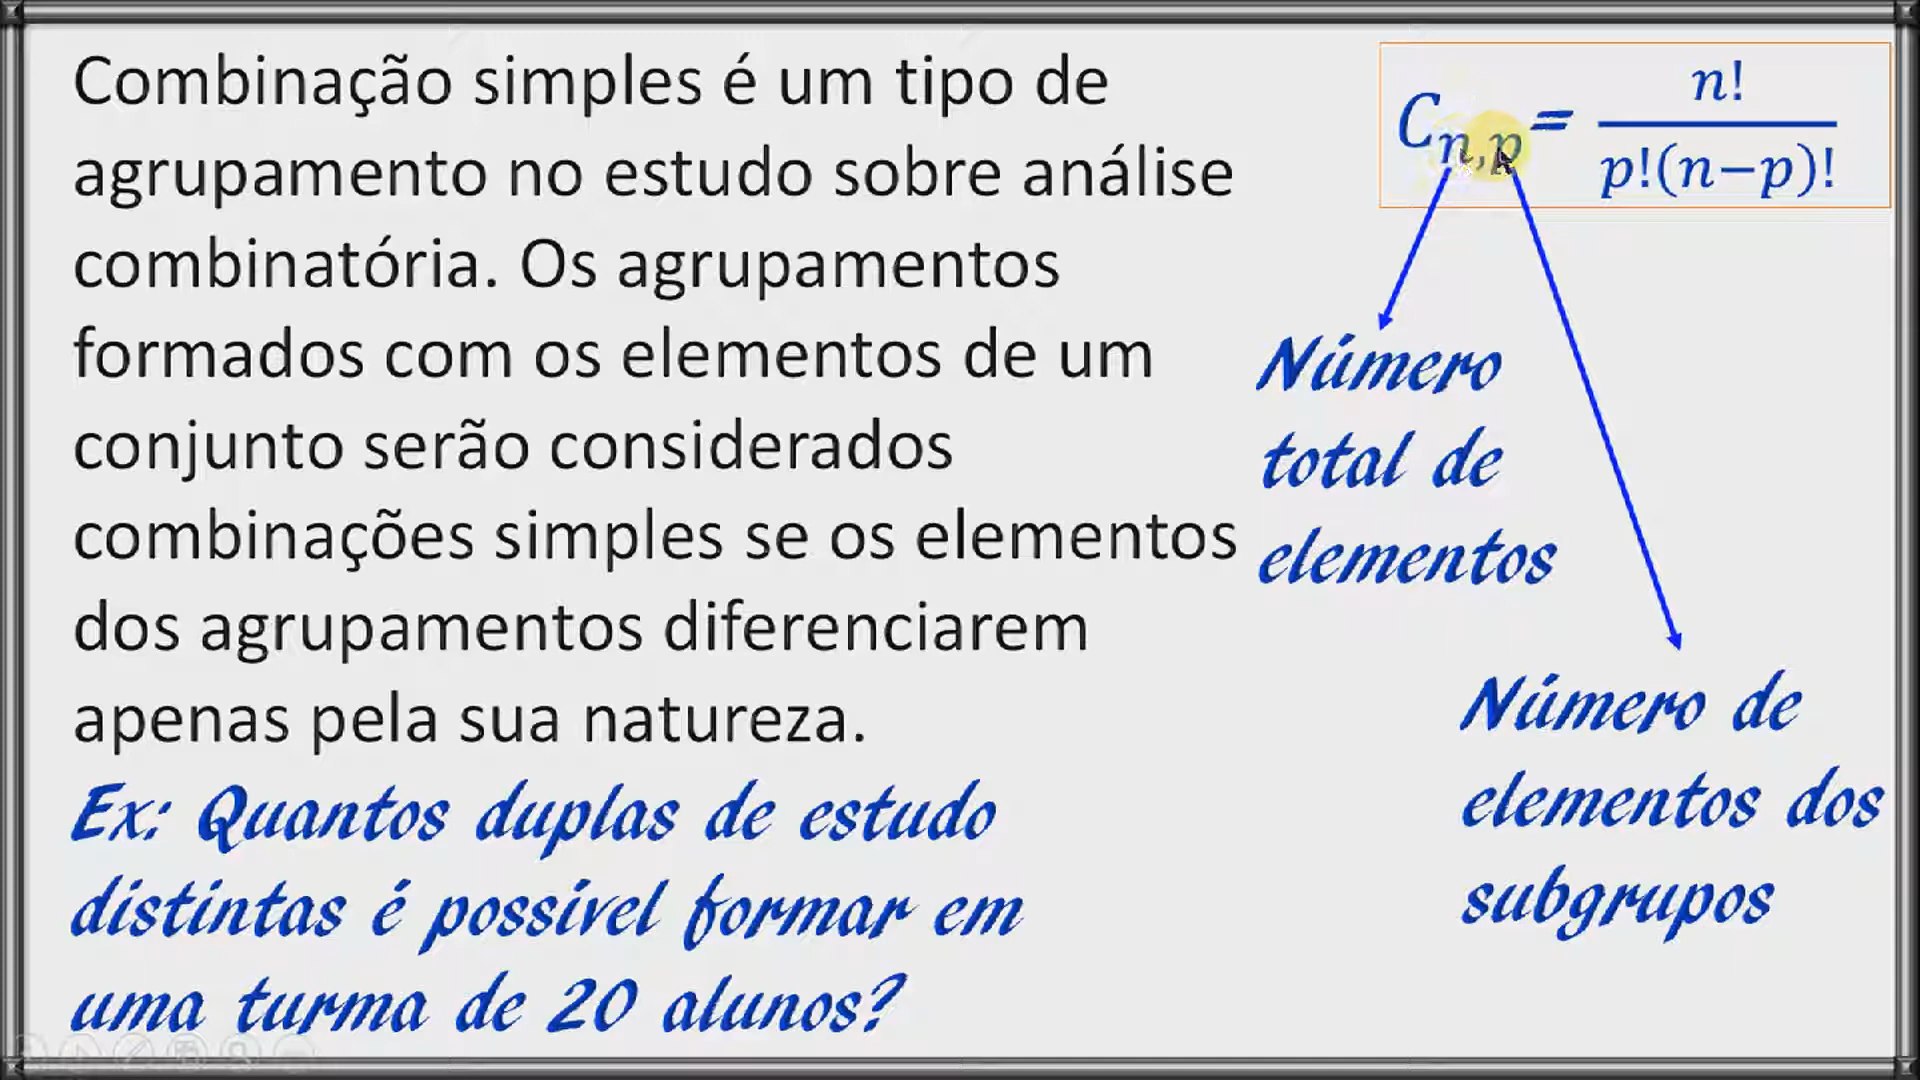 Combinação simples é um tipo de
agrupamento no estudo sobre análise
combinatória. Os agrupamentos
formados com os elementos de um
conjunto serão considerados
combinações simples se os elementos
dos agrupamentos diferenciarem
apenas pela sua natureza.
Ex: Quantos duplas de estudo
distintas é possível formar em
uma turma de 20 alunos?
C n,p = n! / p!(n−p)!
Número
total de
elementos
Número de
elementos dos
subgrupos